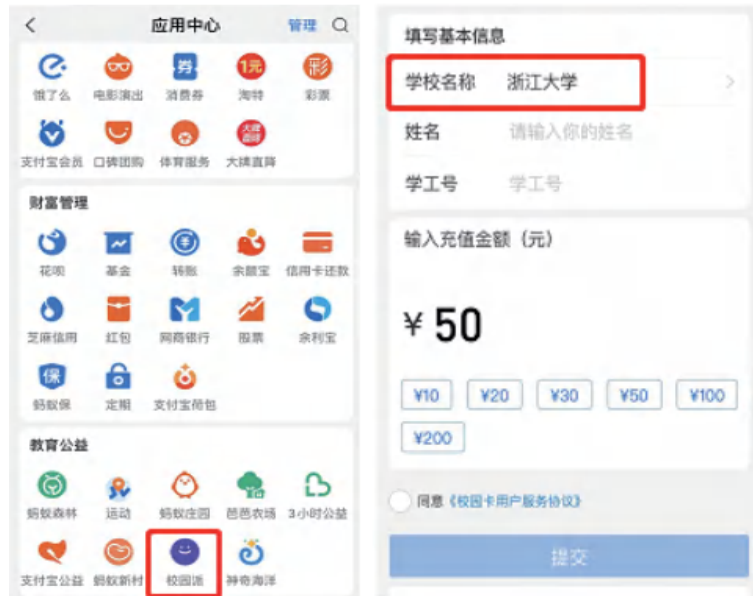 应用中心
管理
饿了么 电影演出 消费券 淘特 彩票
券 1元 彩
支付宝会员 口碑团购 体育服务 大牌直降
大牌直降
财富管理
花呗 基金 转账 余额宝 信用卡还款
芝麻信用 红包 网商银行 股票 余利宝
保
蚂蚁保 定期 支付宝荷包
教育公益
蚂蚁森林 运动 蚂蚁庄园 芭芭农场 3小时公益
支付宝公益 蚂蚁新村 校园派 神奇海洋
填写基本信息
学校名称 浙江大学
姓名 请输入你的姓名
学工号 学工号
输入充值金额（元）
¥ 50
¥10 ¥20 ¥30 ¥50 ¥100
¥200
同意《校园卡用户服务协议》
提交